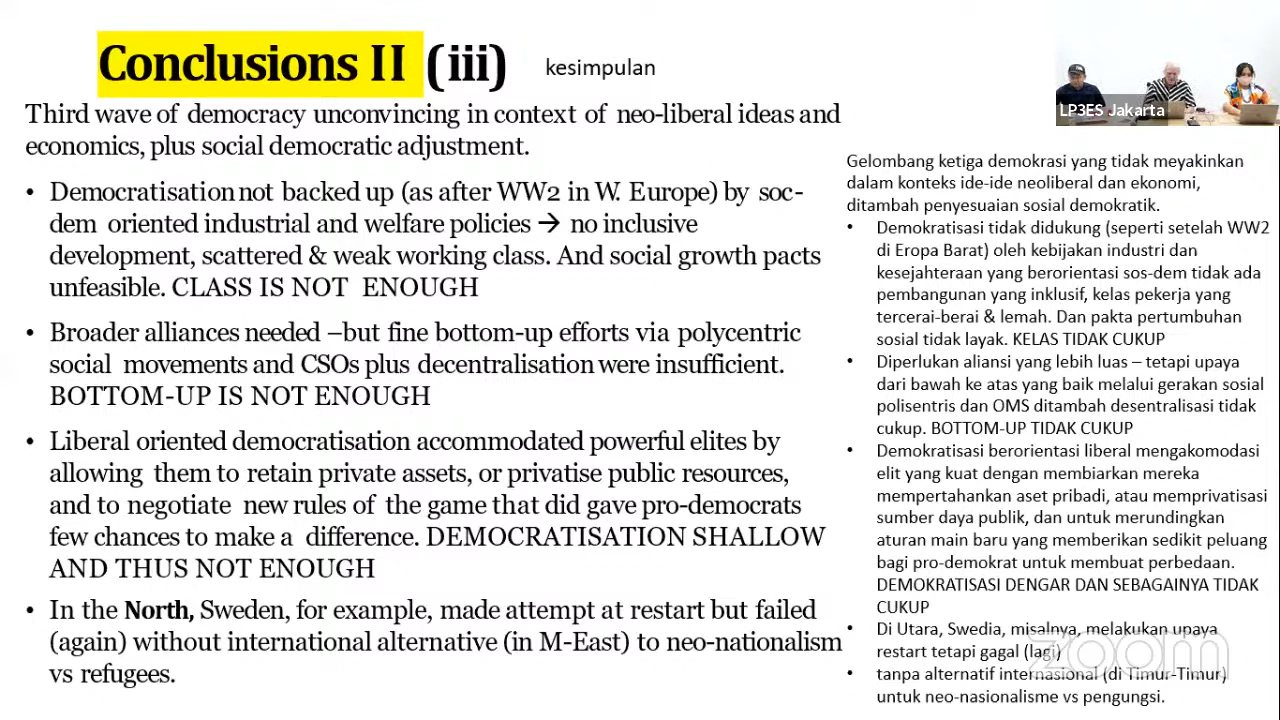 Conclusions II (iii)
kesimpulan
Third wave of democracy unconvincing in context of neo-liberal ideas and
economics, plus social democratic adjustment.
• Democratisation not backed up (as after WW2 in W. Europe) by soc-
dem oriented industrial and welfare policies → no inclusive
development, scattered & weak working class. And social growth pacts
unfeasible. CLASS IS NOT ENOUGH
• Broader alliances needed –but fine bottom-up efforts via polycentric
social movements and CSOs plus decentralisation were insufficient.
BOTTOM-UP IS NOT ENOUGH
• Liberal oriented democratisation accommodated powerful elites by
allowing them to retain private assets, or privatise public resources,
and to negotiate new rules of the game that did gave pro-democrats
few chances to make a difference. DEMOCRATISATION SHALLOW
AND THUS NOT ENOUGH
• In the North, Sweden, for example, made attempt at restart but failed
(again) without international alternative (in M-East) to neo-nationalism
vs refugees.
LP3ES Jakarta
Gelombang ketiga demokrasi yang tidak meyakinkan
dalam konteks ide-ide neoliberal dan ekonomi,
ditambah penyesuaian sosial demokratik.
• Demokratisasi tidak didukung (seperti setelah WW2
di Eropa Barat) oleh kebijakan industri dan
kesejahteraan yang berorientasi sos-dem tidak ada
pembangunan yang inklusif, kelas pekerja yang
tercerai-berai & lemah. Dan pakta pertumbuhan
sosial tidak layak. KELAS TIDAK CUKUP
• Diperlukan aliansi yang lebih luas – tetapi upaya
dari bawah ke atas yang baik melalui gerakan sosial
polisentris dan OMS ditambah desentralisasi tidak
cukup. BOTTOM-UP TIDAK CUKUP
• Demokratisasi berorientasi liberal mengakomodasi
elit yang kuat dengan membiarkan mereka
mempertahankan aset pribadi, atau memprivatisasi
sumber daya publik, dan untuk merundingkan
aturan main baru yang memberikan sedikit peluang
bagi pro-demokrat untuk membuat perbedaan.
DEMOKRATISASI DENGAR DAN SEBAGAINYA TIDAK
CUKUP
• Di Utara, Swedia, misalnya, melakukan upaya
restart tetapi gagal (lagi)
• tanpa alternatif internasional (di Timur-Timur)
untuk neo-nasionalisme vs pengungsi.
zoom